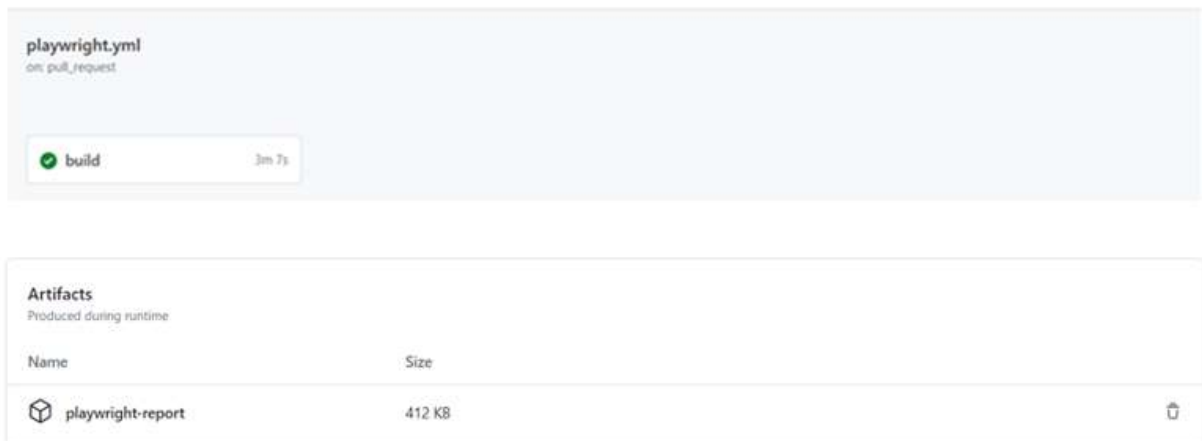 playwright.yml
on: pull_request
build 3m 7s
Artifacts
Produced during runtime
Name Size
playwright-report 412 KB